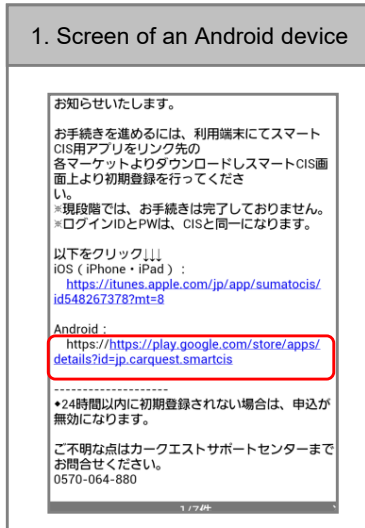 1. Screen of an Android device
お知らせいたします。
お手続きを進めるには、利用端末にてスマート
CIS用アプリをリンク先の
各マーケットよりダウンロードしスマートCIS画
面上より初期登録を行ってくださ
い。
※現段階では、お手続きは完了しておりません。
※ログインIDとPWは、CISと同一になります。
以下をクリック↓↓↓
iOS（iPhone・iPad）：
https://itunes.apple.com/jp/app/sumatocis/
id548267378?mt=8
Android：
https://https://play.google.com/store/apps/
details?id=jp.carquest.smartcis
--------------------
◆24時間以内に初期登録されない場合は、申込が
無効になります。
ご不明な点はカークエストサポートセンターまで
お問合せください。
0570-064-880